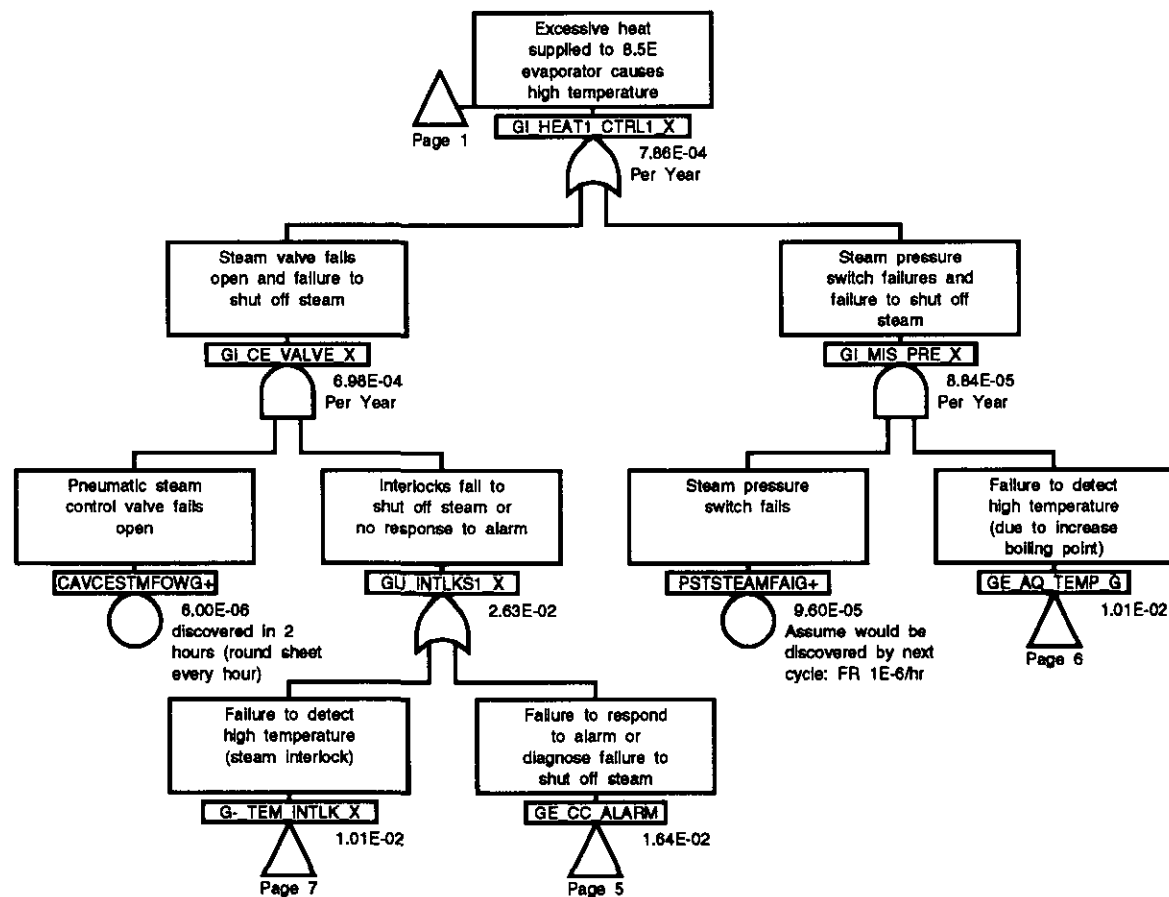 Excessive heat
supplied to 8.5E
evaporator causes
high temperature
Page 1
GI_HEAT1_CTRL1_X
7.86E-04
Per Year
Steam valve fails
open and failure to
shut off steam
GI_CE_VALVE_X
6.98E-04
Per Year
Steam pressure
switch failures and
failure to shut off
steam
GI_MIS_PRE_X
8.84E-05
Per Year
Pneumatic steam
control valve fails
open
CAVCESTMFOWG+
6.00E-06
discovered in 2
hours (round sheet
every hour)
Interlocks fail to
shut off steam or
no response to alarm
GU_INTLKS1_X
2.63E-02
Steam pressure
switch fails
PSTSTEAMFAIG+
9.60E-05
Assume would be
discovered by next
cycle: FR 1E-6/hr
Failure to detect
high temperature
(due to increase
boiling point)
GE_AQ_TEMP_G
1.01E-02
Page 6
Failure to detect
high temperature
(steam interlock)
G-_TEM_INTLK_X
1.01E-02
Page 7
Failure to respond
to alarm or
diagnose failure to
shut off steam
GE_CC_ALARM
1.64E-02
Page 5